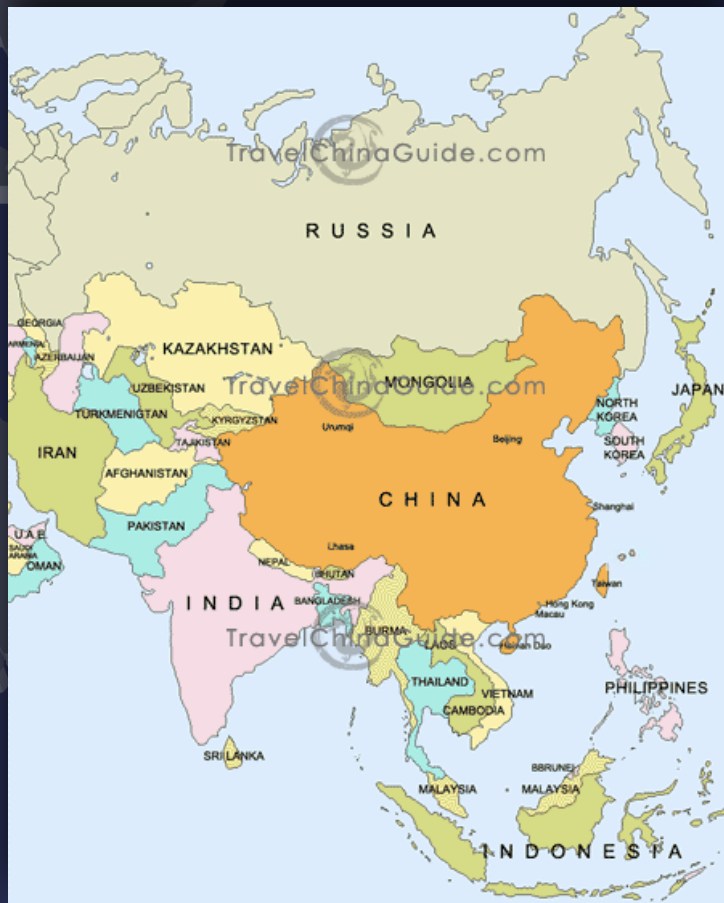 TravelChinaGuide.com
RUSSIA
GEORGIA
ARMENIA
AZERBAIJAN
KAZAKHSTAN
UZBEKISTAN
TravelChinaGuide.com
MONGOLIA
JAPAN
TURKMENIGTAN
KYRGYZSTAN
NORTH
KOREA
Urumqi
Beijing
TAJIKISTAN
SOUTH
KOREA
IRAN
AFGHANISTAN
CHINA
Shanghai
PAKISTAN
U.A.E.
SAUDI
ARABIA
OMAN
Lhasa
NEPAL
BHUTAN
Taiwan
INDIA
BANGLADESH
Hong Kong
Macau
BURMA
TravelChinaGuide.com
LAOS
Hainan Dao
THAILAND
VIETNAM
PHILIPPINES
CAMBODIA
SRI LANKA
BBRUNEI
MALAYSIA
MALAYSIA
INDONESIA